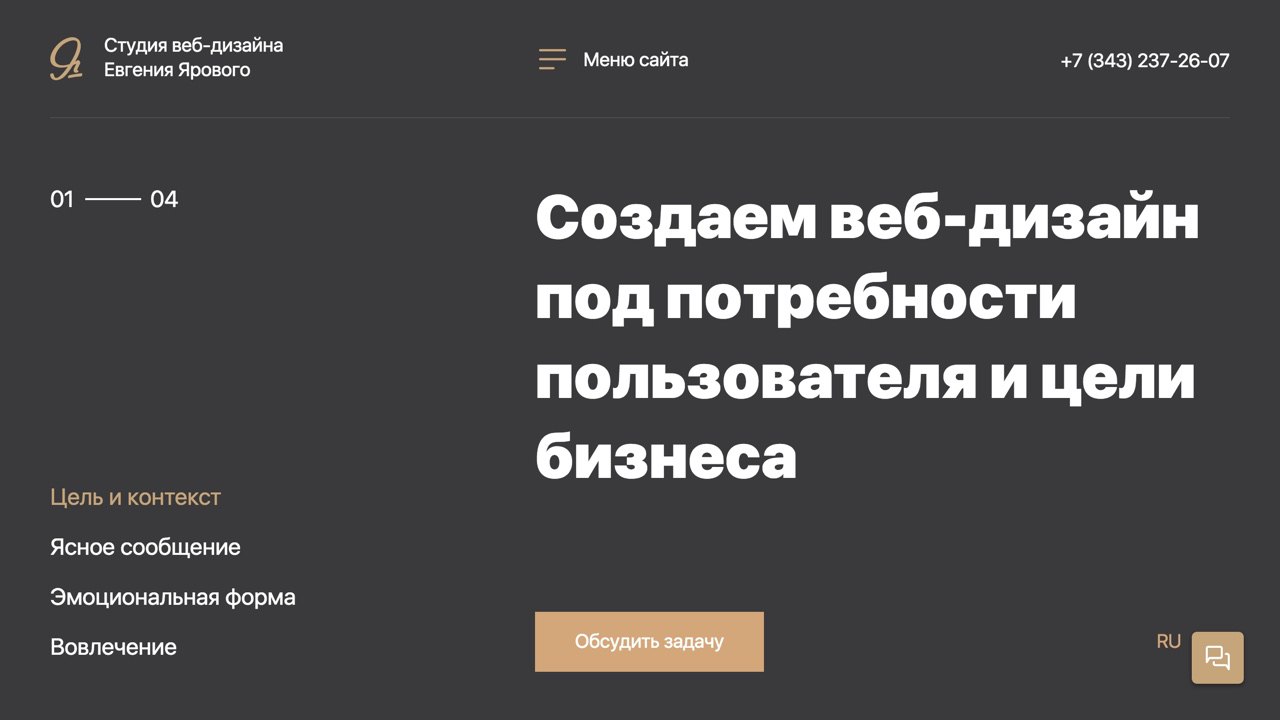 Студия веб-дизайна
Евгения Ярового
Меню сайта
+7 (343) 237-26-07
01
04
Создаем веб-дизайн
под потребности
пользователя и цели
бизнеса
Цель и контекст
Ясное сообщение
Эмоциональная форма
Вовлечение
Обсудить задачу
RU